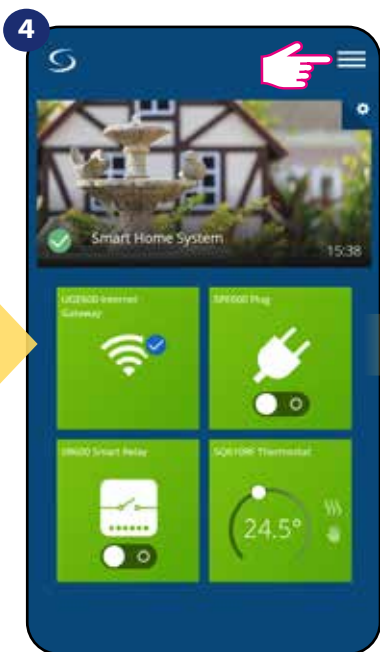 4
Smart Home System
15:38
UGE600 Internet
Gateway
SPE600 Plug
SR600 Smart Relay
SQ610RF Thermostat
24.5°